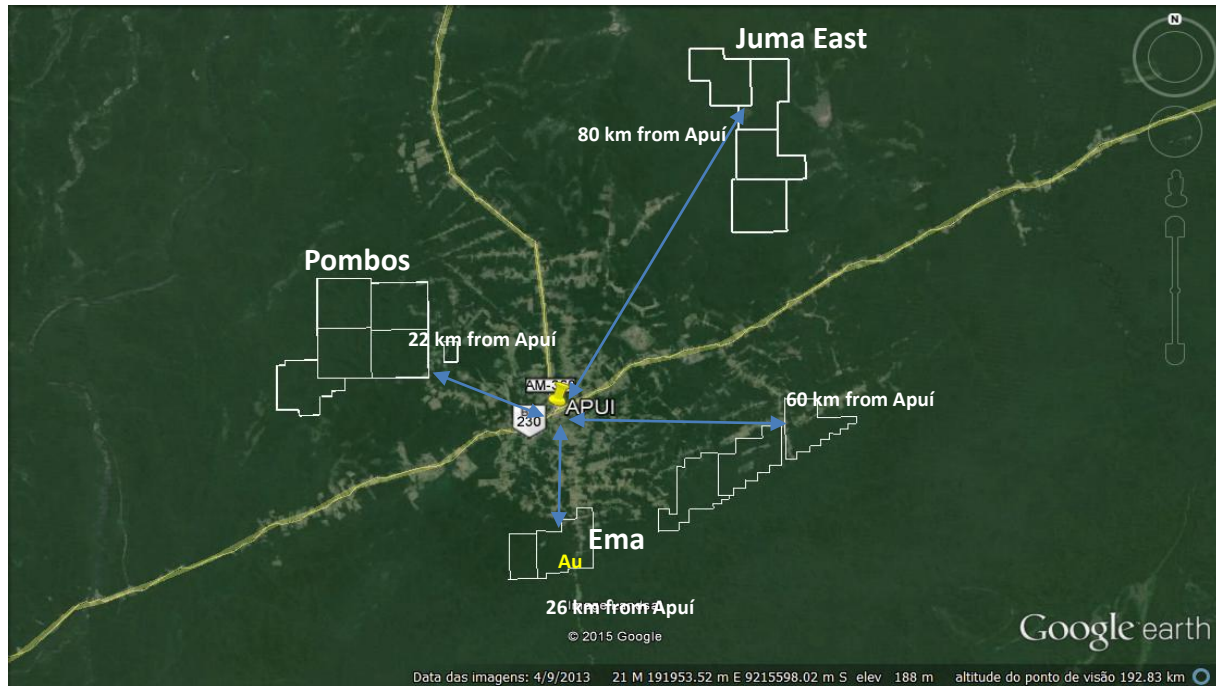 N
Juma East
80 km from Apuí
Pombos
22 km from Apuí
APUI
230
60 km from Apuí
Ema
Au
26 km from Apuí
© 2015 Google
Google earth
Data das imagens: 4/9/2013 21 M 191953.52 m E 9215598.02 m S elev 188 m altitude do ponto de visão 192.83 km